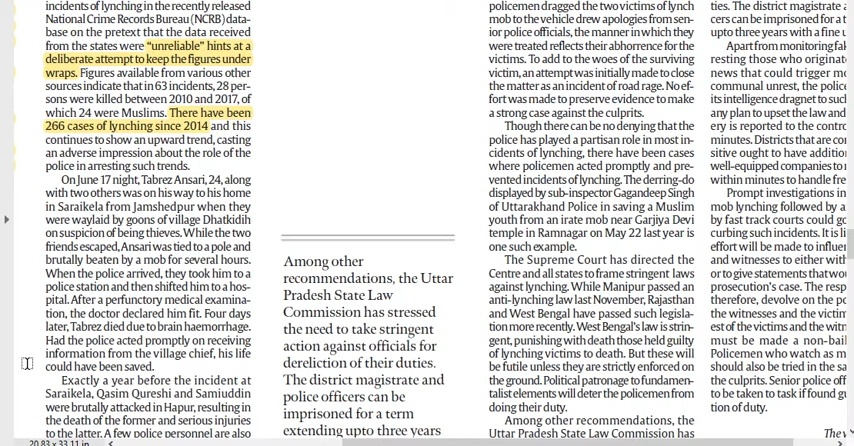 incidents of lynching in the recently released
National Crime Records Bureau (NCRB) data-
base on the pretext that the data received
from the states were “unreliable” hints at a
deliberate attempt to keep the figures under
wraps. Figures available from various other
sources indicate that in 63 incidents, 28 per-
sons were killed between 2010 and 2017, of
which 24 were Muslims. There have been
266 cases of lynching since 2014 and this
continues to show an upward trend, casting
an adverse impression about the role of the
police in arresting such trends.
On June 17 night, Tabrez Ansari, 24, along
with two others was on his way to his home
in Saraikela from Jamshedpur when they
were waylaid by goons of village Dhatkidih
on suspicion of being thieves. While the two
friends escaped, Ansari was tied to a pole and
brutally beaten by a mob for several hours.
When the police arrived, they took him to a
police station and then shifted him to a hos-
pital. After a perfunctory medical examina-
tion, the doctor declared him fit. Four days
later, Tabrez died due to brain haemorrhage.
Had the police acted promptly on receiving
information from the village chief, his life
could have been saved.
Exactly a year before the incident at
Saraikela, Qasim Qureshi and Samiuddin
were brutally attacked in Hapur, resulting in
the death of the former and serious injuries
to the latter. A few police personnel are also
Among other
recommendations, the Uttar
Pradesh State Law
Commission has stressed
the need to take stringent
action against officials for
dereliction of their duties.
The district magistrate and
police officers can be
imprisoned for a term
extending upto three years
policemen dragged the two victims of lynch
mob to the vehicle drew apologies from sen-
ior police officials, the manner in which they
were treated reflects their abhorrence for the
victims. To add to the woes of the surviving
victim, an attempt was initially made to close
the matter as an incident of road rage. No ef-
fort was made to preserve evidence to make
a strong case against the culprits.
Though there can be no denying that the
police has played a partisan role in most in-
cidents of lynching, there have been cases
where policemen acted promptly and pre-
vented incidents of lynching. The derring-do
displayed by sub-inspector Gagandeep Singh
of Uttarakhand Police in saving a Muslim
youth from an irate mob near Garjiya Devi
temple in Ramnagar on May 22 last year is
one such example.
The Supreme Court has directed the
Centre and all states to frame stringent laws
against lynching. While Manipur passed an
anti-lynching law last November, Rajasthan
and West Bengal have passed such legisla-
tion more recently. West Bengal’s law is strin-
gent, punishing with death those held guilty
of lynching victims to death. But these will
be futile unless they are strictly enforced on
the ground. Political patronage to fundamen-
talist elements will deter the policemen from
doing their duty.
Among other recommendations, the
Uttar Pradesh State Law Commission has
ties. The district magistrate a
cers can be imprisoned for a t
upto three years with a fine u
Apart from monitoring fak
resting those who originat
news that could trigger mo
communal unrest, the police
its intelligence dragnet to such
any plan to upset the law and
ery is reported to the contro
minutes. Districts that are co
sitive ought to have addition
well-equipped companies to r
within minutes to handle fre
Prompt investigations in
mob lynching followed by a
by fast track courts could go
curbing such incidents. It is li
effort will be made to influen
and witnesses to either with
or to give statements that wou
prosecution’s case. The resp
therefore, devolve on the po
the witnesses and the victim
est of the victims and the witn
must be made a non-bail
Policemen who watch as m
should also be tried in the sa
the culprits. Senior police off
to be taken to task if found gu
tion of duty.
The v
20.83 x 33.11 in